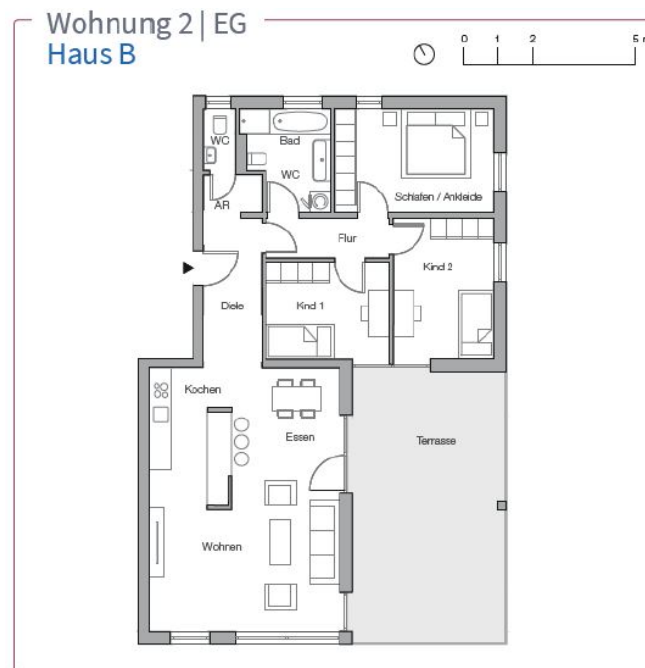 Wohnung 2 | EG
Haus B
0 1 2 5 m
WC
Bad
WC
AR
Schlafen / Ankleide
Flur
Kind 2
Diele
Kind 1
Kochen
Essen
Terrasse
Wohnen